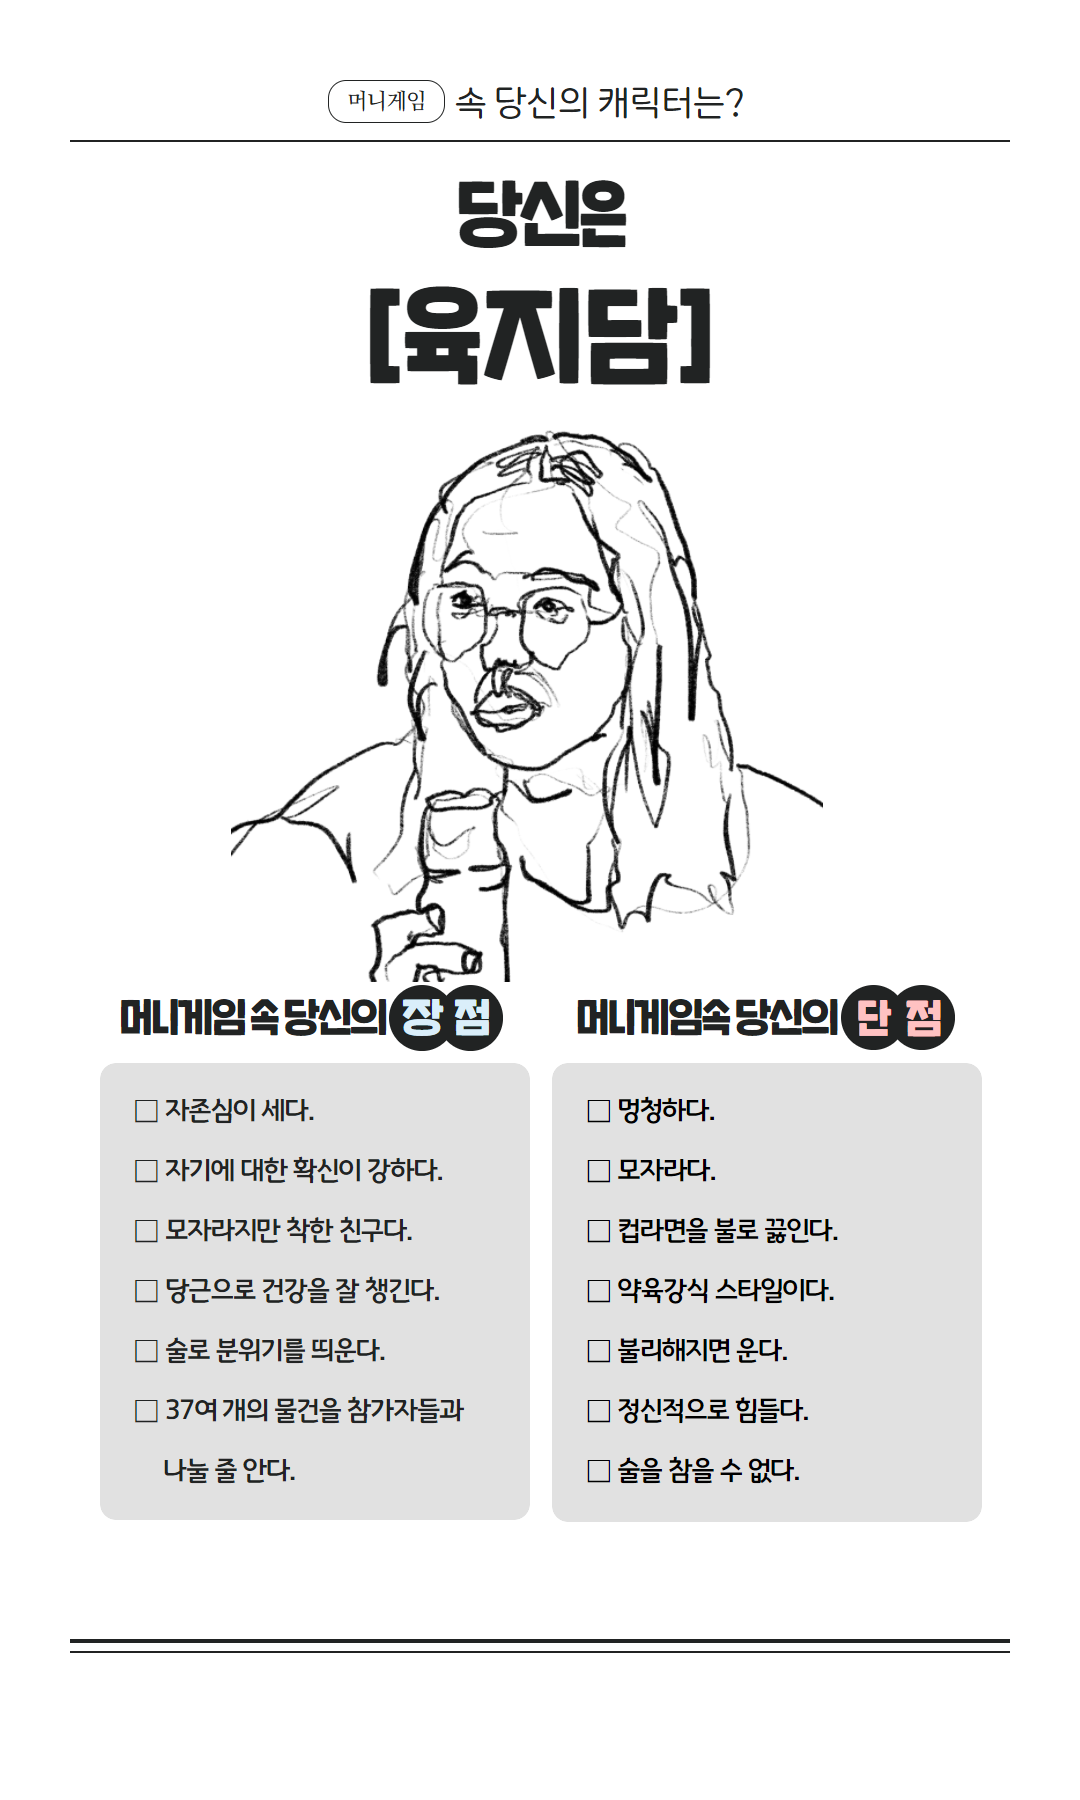 머니게임 속 당신의 캐릭터는?
당신은
[육지담]
머니게임 속 당신의 장점
□ 자존심이 세다.
□ 자기에 대한 확신이 강하다.
□ 모자라지만 착한 친구다.
□ 당근으로 건강을 잘 챙긴다.
□ 술로 분위기를 띄운다.
□ 37여 개의 물건을 참가자들과
나눌 줄 안다.
머니게임속 당신의 단점
□ 멍청하다.
□ 모자라다.
□ 컵라면을 불로 끓인다.
□ 약육강식 스타일이다.
□ 불리해지면 운다.
□ 정신적으로 힘들다.
□ 술을 참을 수 없다.